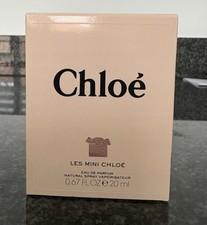 Chloé
LES MINI CHLOÉ
EAU DE PARFUM
NATURAL SPRAY VAPORISATEUR
0.67 FL.OZ e 20 ml